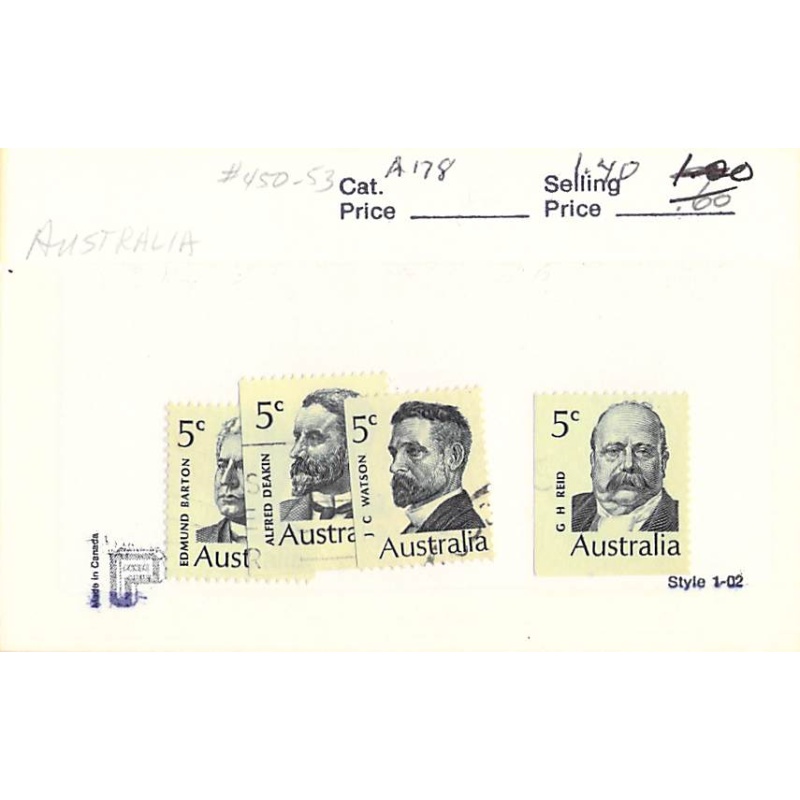 #450-53
Cat. A178
Price
Selling 1.40 1.00
Price .60
AUSTRALIA
5c
EDMUND BARTON
Aust
5c
ALFRED DEAKIN
Austra
5c
J C WATSON
Australia
5c
G H REID
Australia
Made in Canada
Style 1-02